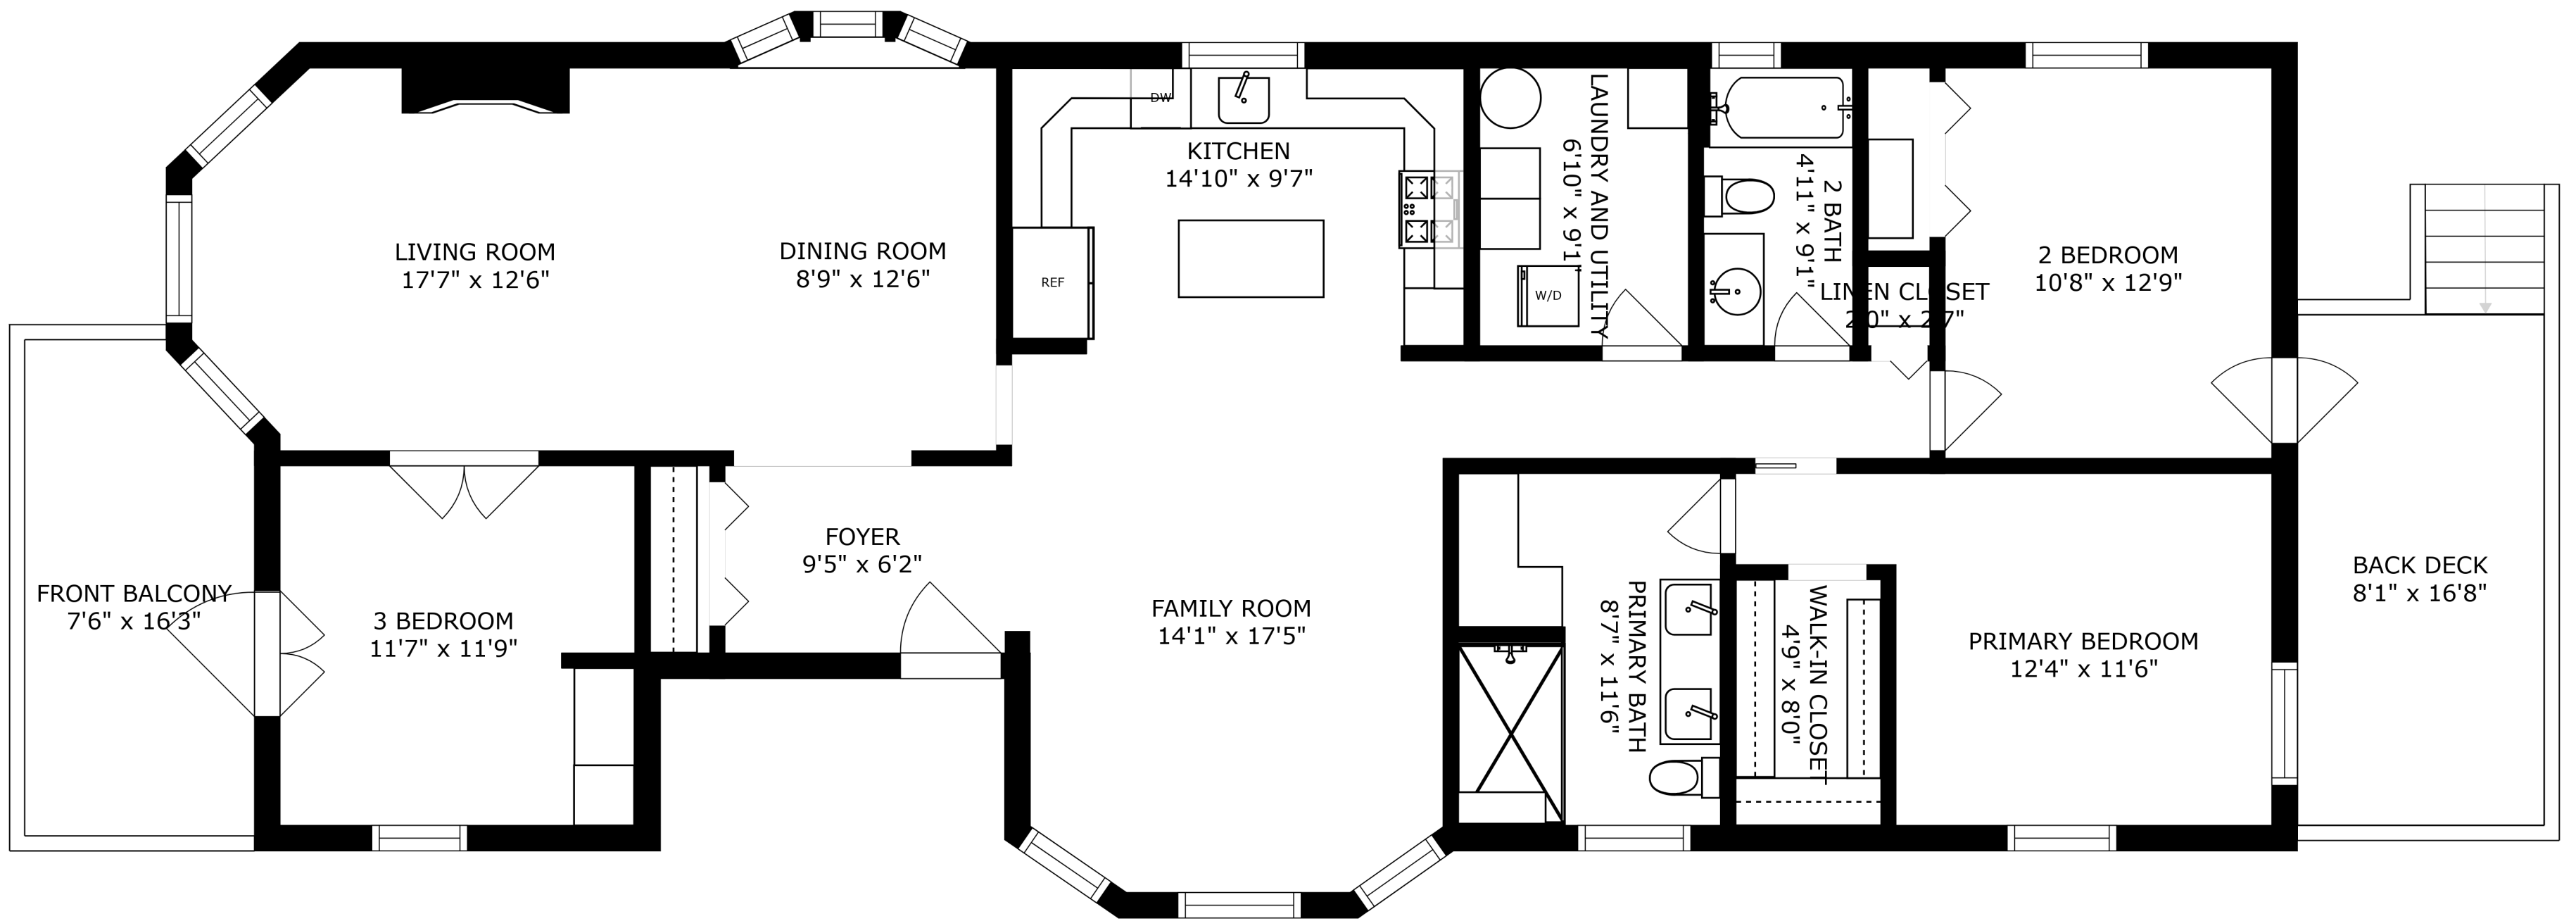 DW
KITCHEN
14'10" x 9'7"
LAUNDRY AND UTILITY
6'10" x 9'1"
2 BATH
4'11" x 9'1"
LIVING ROOM
17'7" x 12'6"
DINING ROOM
8'9" x 12'6"
REF
W/D
LINEN CLOSET
2'0" x 2'7"
2 BEDROOM
10'8" x 12'9"
FRONT BALCONY
7'6" x 16'3"
3 BEDROOM
11'7" x 11'9"
FOYER
9'5" x 6'2"
FAMILY ROOM
14'1" x 17'5"
PRIMARY BATH
8'7" x 11'6"
WALK-IN CLOSET
4'9" x 8'0"
PRIMARY BEDROOM
12'4" x 11'6"
BACK DECK
8'1" x 16'8"